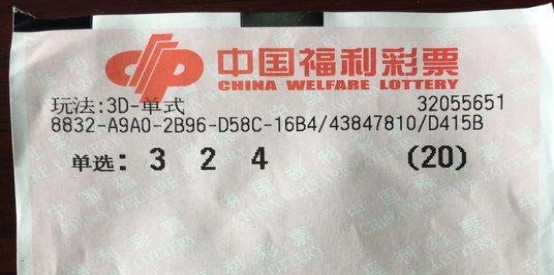 中国福利彩票
CHINA WELFARE LOTTERY
玩法:3D-单式 32055651
8832-A9A0-2B96-D58C-16B4/43847810/D415B
单选: 3 2 4 (20)